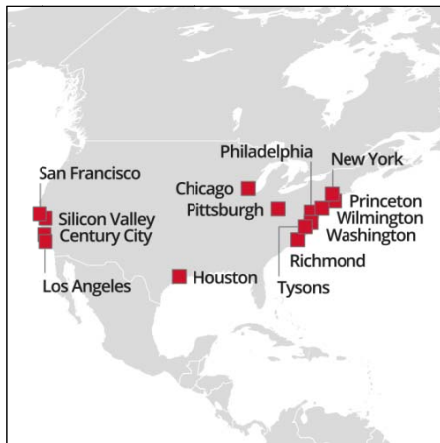 Philadelphia
New York
San Francisco
Chicago
Princeton
Pittsburgh
Wilmington
Silicon Valley
Washington
Century City
Richmond
Houston
Los Angeles
Tysons